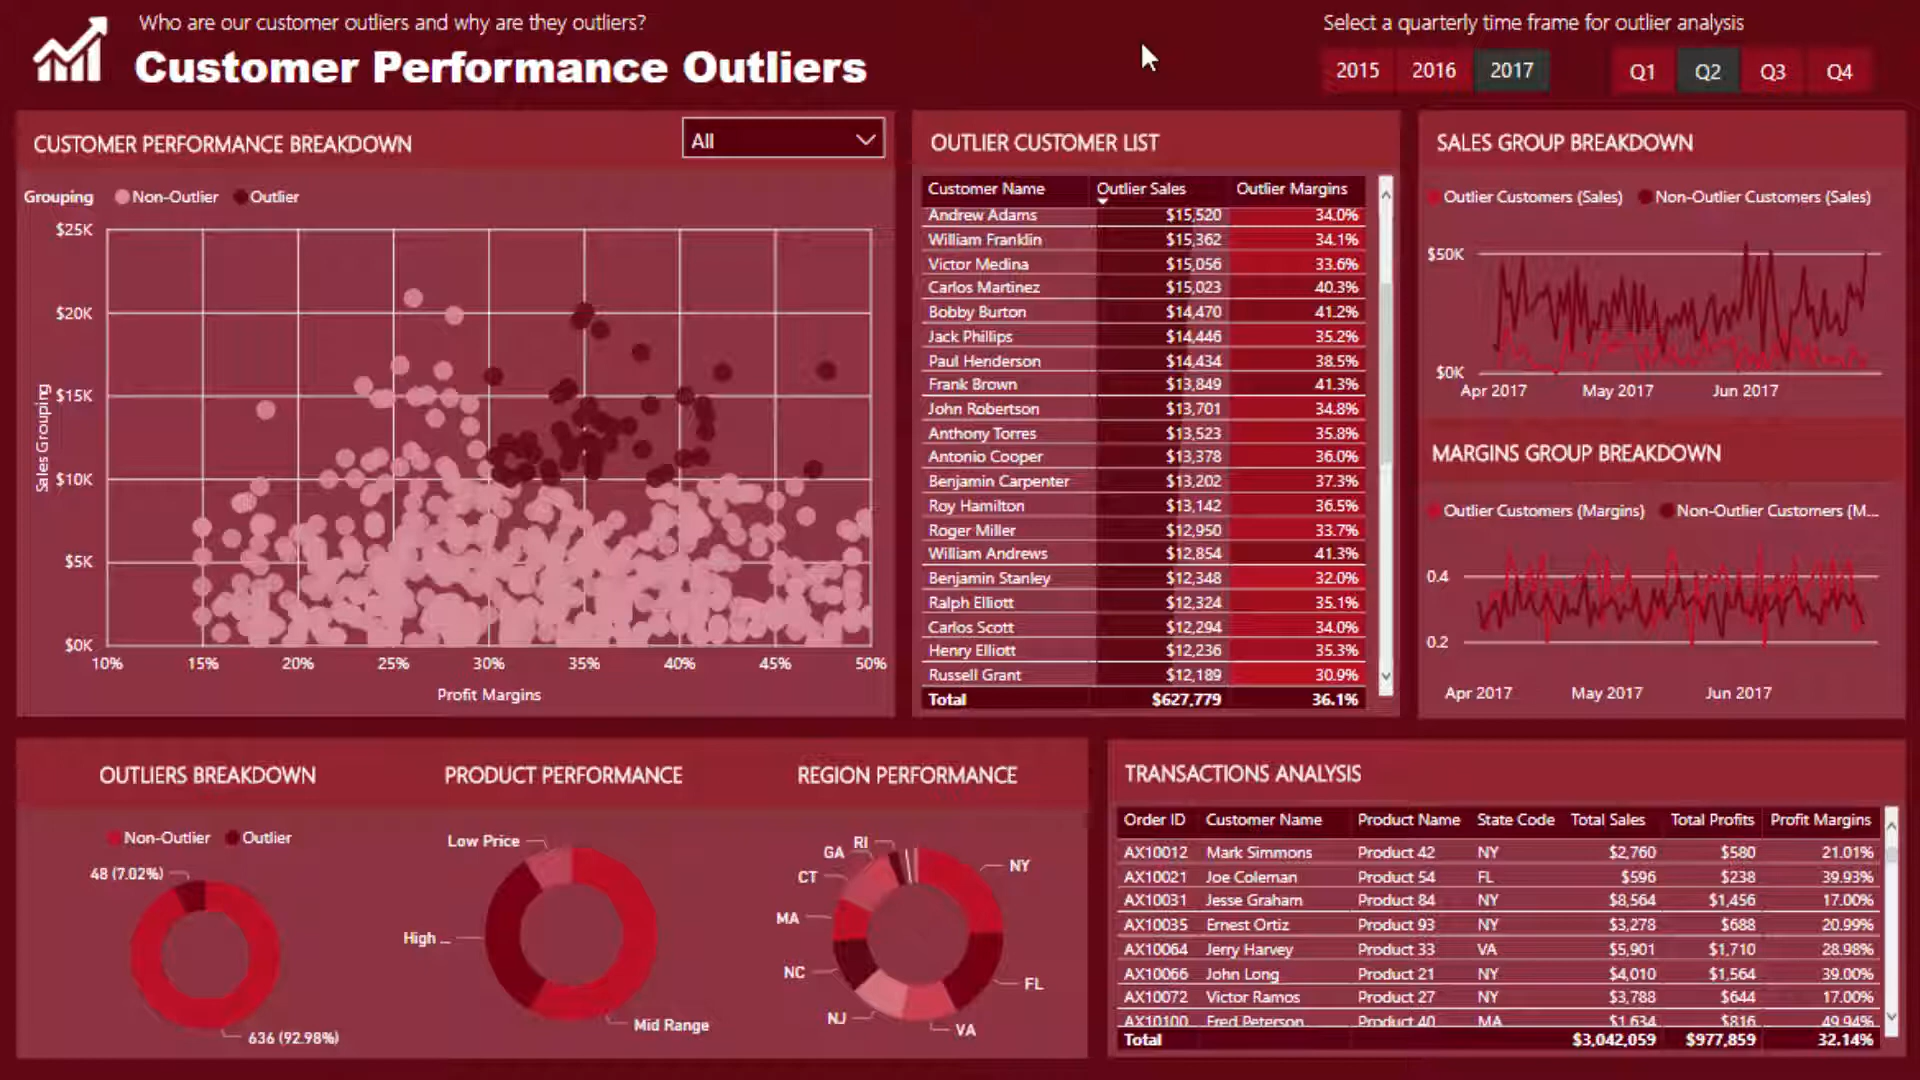 Who are our customer outliers and why are they outliers?
Customer Performance Outliers
Select a quarterly time frame for outlier analysis
2015 2016 2017 Q1 Q2 Q3 Q4
CUSTOMER PERFORMANCE BREAKDOWN
All
Grouping Non-Outlier Outlier
$25K
$20K
$15K
$10K
$5K
$0K
Sales Grouping
10% 15% 20% 25% 30% 35% 40% 45% 50%
Profit Margins
OUTLIER CUSTOMER LIST
Customer Name Outlier Sales Outlier Margins
Andrew Adams $15,520 34.0%
William Franklin $15,362 34.1%
Victor Medina $15,056 33.6%
Carlos Martinez $15,023 40.3%
Bobby Burton $14,470 41.2%
Jack Phillips $14,446 35.2%
Paul Henderson $14,434 38.5%
Frank Brown $13,849 41.3%
John Robertson $13,701 34.8%
Anthony Torres $13,523 35.8%
Antonio Cooper $13,378 36.0%
Benjamin Carpenter $13,202 37.3%
Roy Hamilton $13,142 36.5%
Roger Miller $12,950 33.7%
William Andrews $12,854 41.3%
Benjamin Stanley $12,348 32.0%
Ralph Elliott $12,324 35.1%
Carlos Scott $12,294 34.0%
Henry Elliott $12,236 35.3%
Russell Grant $12,189 30.9%
Total $627,779 36.1%
SALES GROUP BREAKDOWN
Outlier Customers (Sales) Non-Outlier Customers (Sales)
$50K
$0K
Apr 2017 May 2017 Jun 2017
MARGINS GROUP BREAKDOWN
Outlier Customers (Margins) Non-Outlier Customers (M...
0.4
0.2
Apr 2017 May 2017 Jun 2017
OUTLIERS BREAKDOWN
Non-Outlier Outlier
48 (7.02%)
636 (92.98%)
PRODUCT PERFORMANCE
Low Price
High ...
Mid Range
REGION PERFORMANCE
RI
GA
CT
MA
NC
NJ
VA
FL
NY
TRANSACTIONS ANALYSIS
Order ID Customer Name Product Name State Code Total Sales Total Profits Profit Margins
AX10012 Mark Simmons Product 42 NY $2,760 $580 21.01%
AX10021 Joe Coleman Product 54 FL $596 $238 39.93%
AX10031 Jesse Graham Product 84 NY $8,564 $1,456 17.00%
AX10035 Ernest Ortiz Product 93 NY $3,278 $688 20.99%
AX10064 Jerry Harvey Product 33 VA $5,901 $1,710 28.98%
AX10066 John Long Product 21 NY $4,010 $1,564 39.00%
AX10072 Victor Ramos Product 27 NY $3,788 $644 17.00%
AX10100 Fred Peterson Product 40 MA $1,634 $816 49.94%
Total $3,042,059 $977,859 32.14%